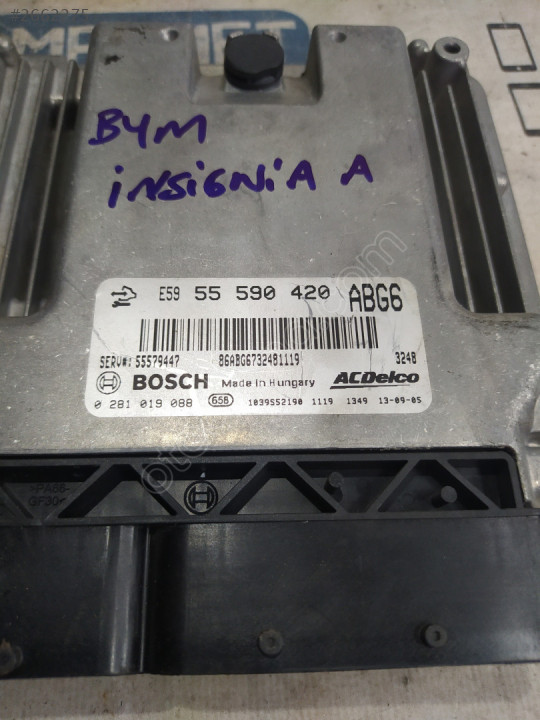 BYM
insigniA A
E59 55 590 420 ABG6
SERV#: 55579447 86ABG6732481119 3248
BOSCH Made in Hungary ACDelco
0 281 019 088 658 1039S52190 1119 1349 13-09-05